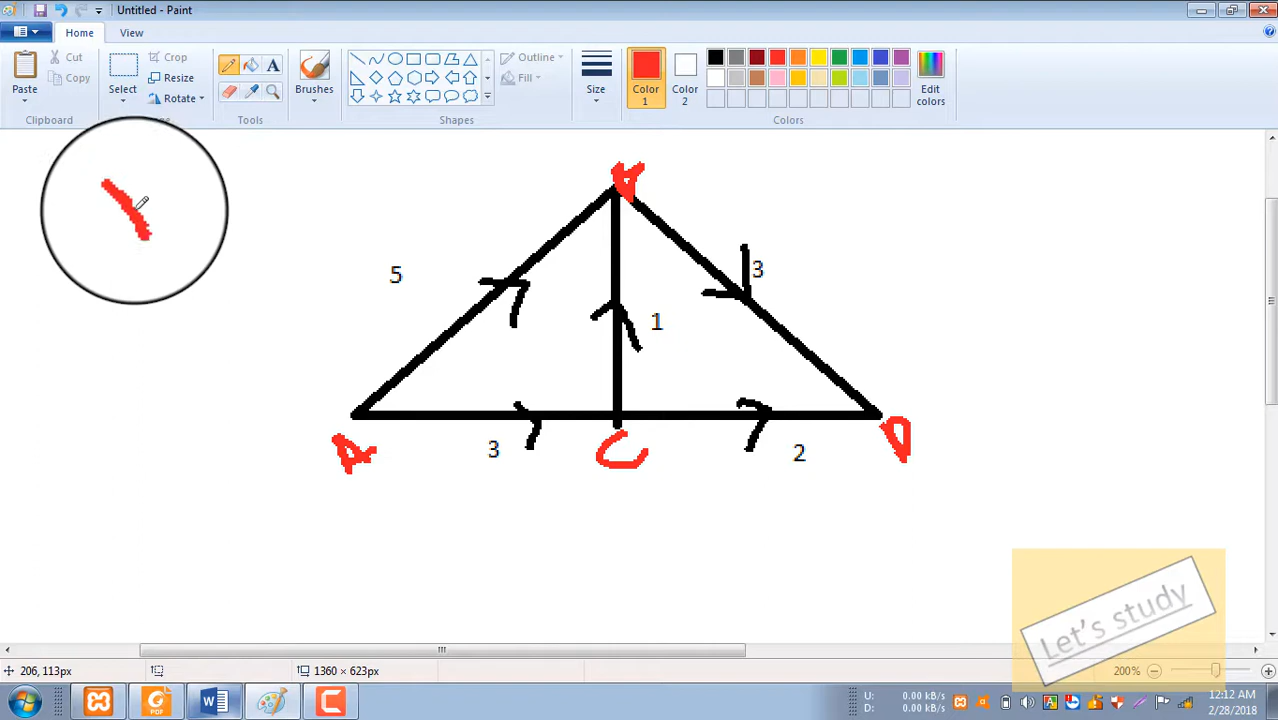 Untitled - Paint
Home View
Paste
Cut
Copy
Clipboard
Select
Crop
Resize
Rotate
Tools
Brushes
Shapes
Outline
Fill
Size
Color 1
Color 2
Edit colors
Colors
5
3
1
A
3
C
2
D
Let's study
206, 113px
1360 × 623px
200%
PDF
U: 0.00 kB/s
D: 0.00 kB/s
12:12 AM
2/28/2018